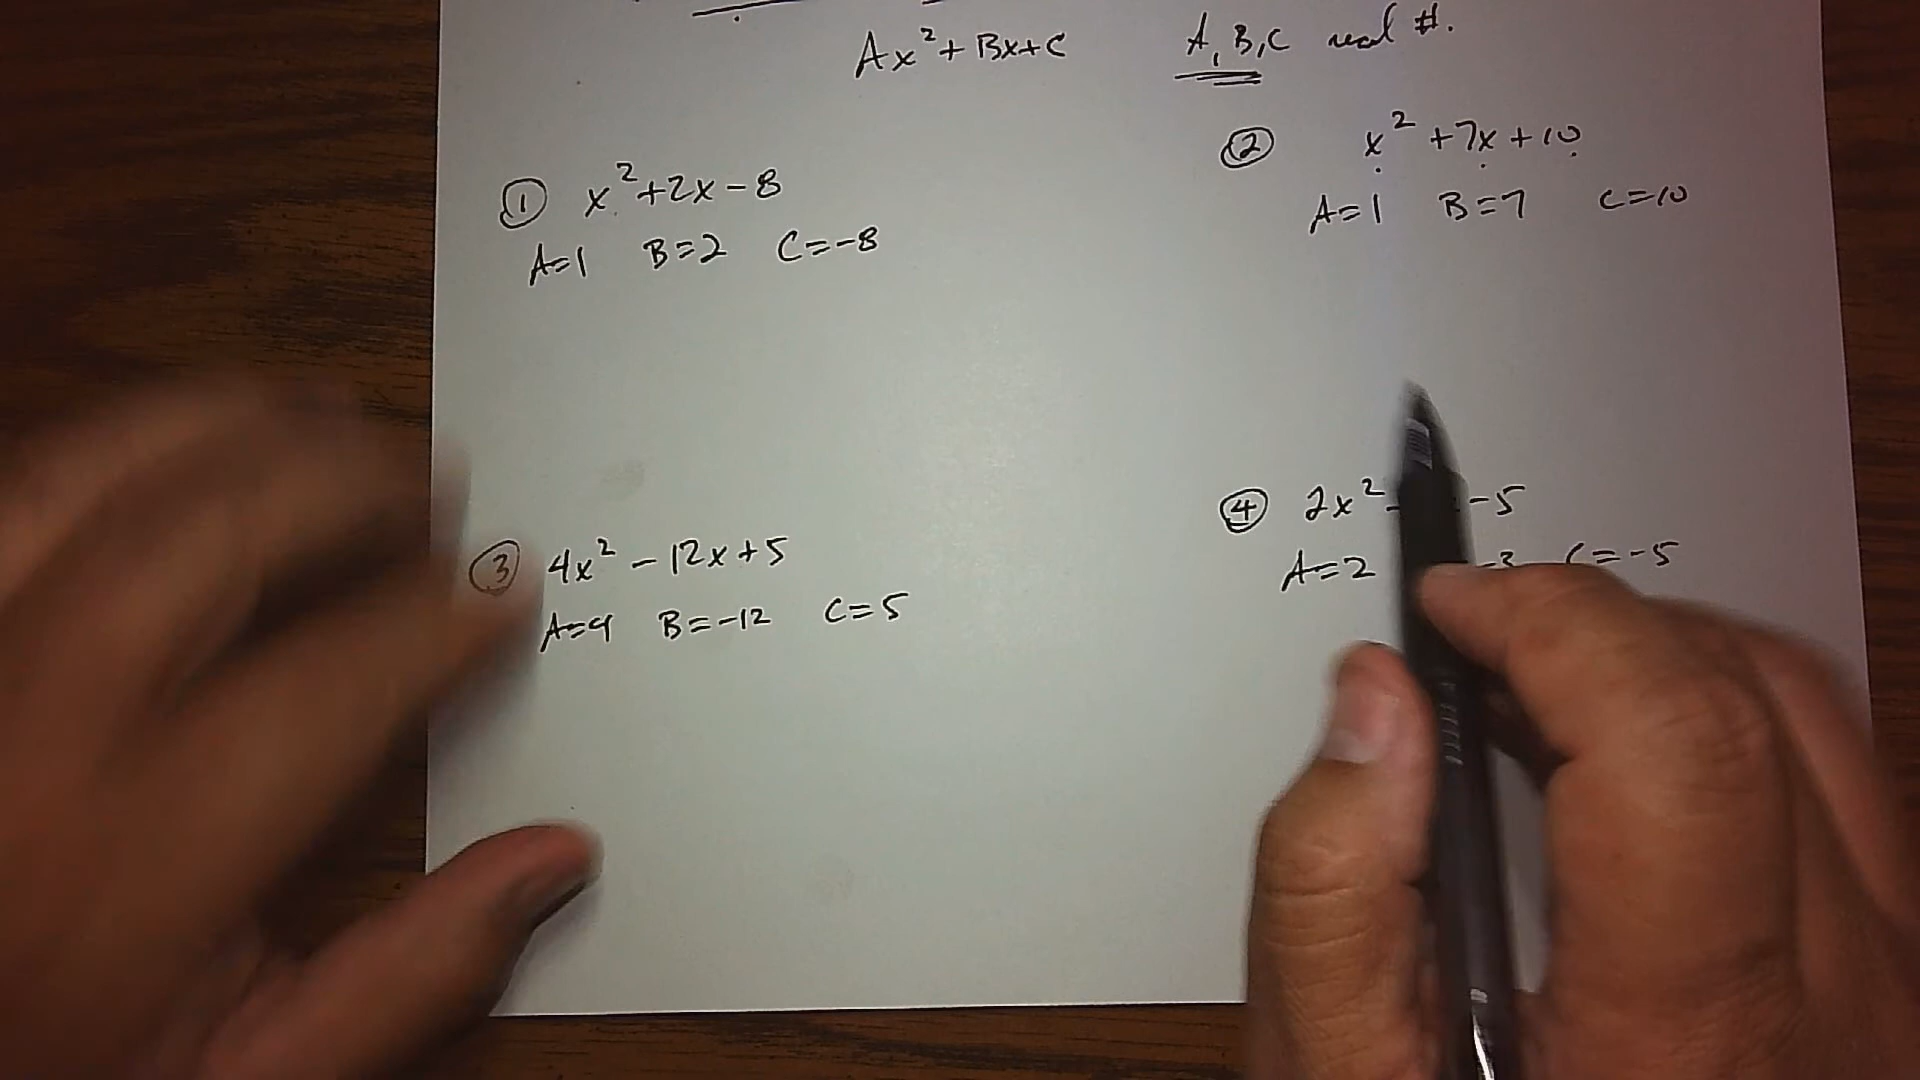 Ax² + Bx + C A, B, C real #.
① x² + 2x - 8
A=1 B=2 C=-8
② x² + 7x + 10
A=1 B=7 C=10
③ 4x² - 12x + 5
A=4 B=-12 C=5
④ 2x² - 5
A=2 -3 C=-5